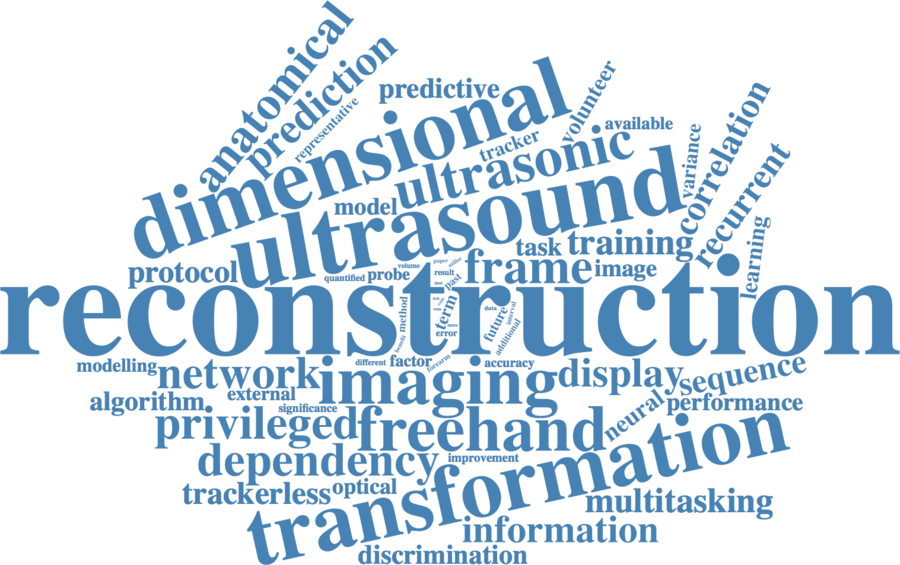 anatomical
prediction
representative
predictive
dimensional
volunteer
available
tracker
ultrasonic
variance
correlation
recurrent
model
ultrasound
task
training
learning
protocol
quantified
probe
volume
paper
result
past
frame
image
reconstruction
method
term
error
data
future
interval
additional
benefit
modelling
different
factor
forearm
accuracy
network
imaging
display
sequence
algorithm
external
significance
neural
performance
privileged
freehand
dependency
improvement
transformation
trackerless
optical
multitasking
information
discrimination